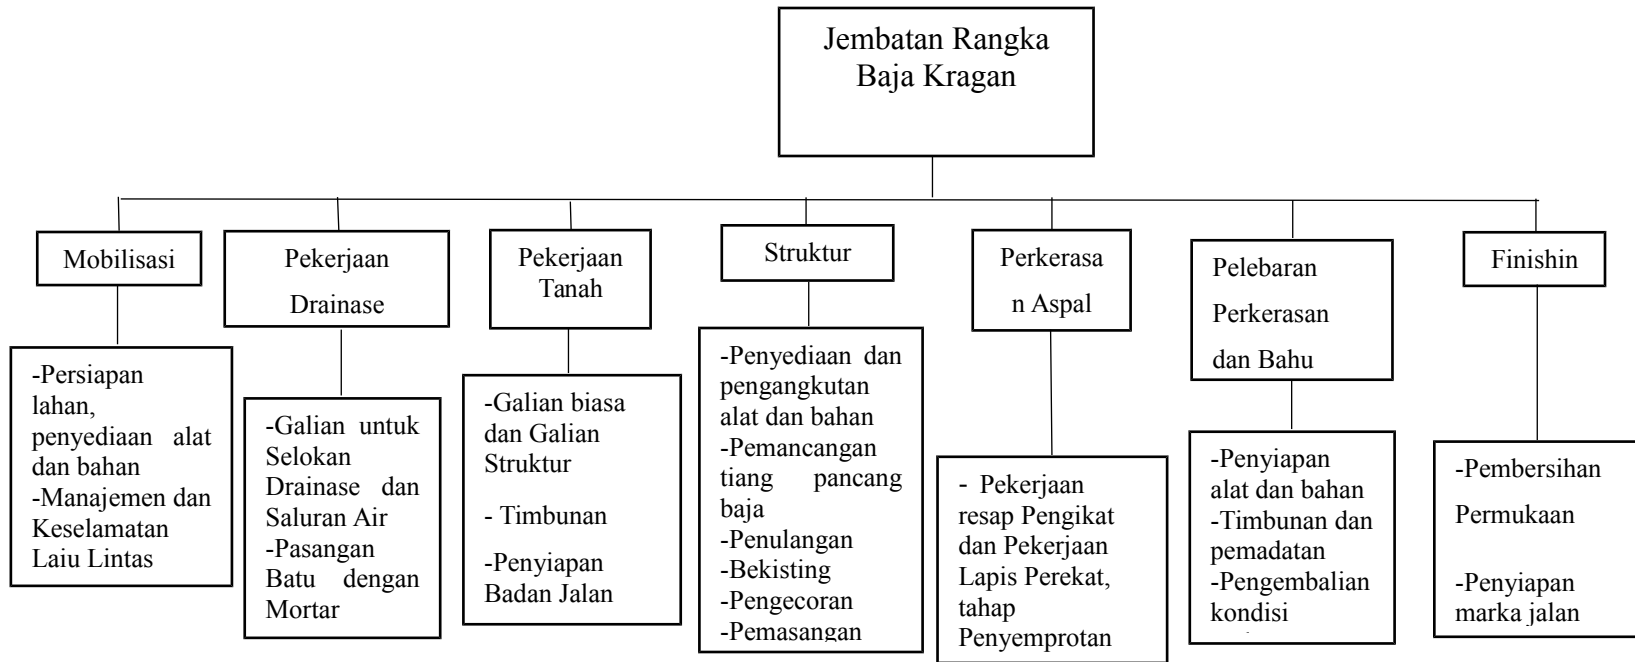 Jembatan Rangka
Baja Kragan
Mobilisasi
Pekerjaan
Drainase
Pekerjaan
Tanah
Struktur
Perkerasa
n Aspal
Pelebaran
Perkerasan
dan Bahu
Finishin
-Persiapan
lahan,
penyediaan alat
dan bahan
-Manajemen dan
Keselamatan
Laiu Lintas
-Galian untuk
Selokan
Drainase dan
Saluran Air
-Pasangan
Batu dengan
Mortar
-Galian biasa
dan Galian
Struktur
- Timbunan
-Penyiapan
Badan Jalan
-Penyediaan dan
pengangkutan
alat dan bahan
-Pemancangan
tiang pancang
baja
-Penulangan
-Bekisting
-Pengecoran
-Pemasangan
- Pekerjaan
resap Pengikat
dan Pekerjaan
Lapis Perekat,
tahap
Penyemprotan
-Penyiapan
alat dan bahan
-Timbunan dan
pemadatan
-Pengembalian
kondisi
-Pembersihan
Permukaan
-Penyiapan
marka jalan